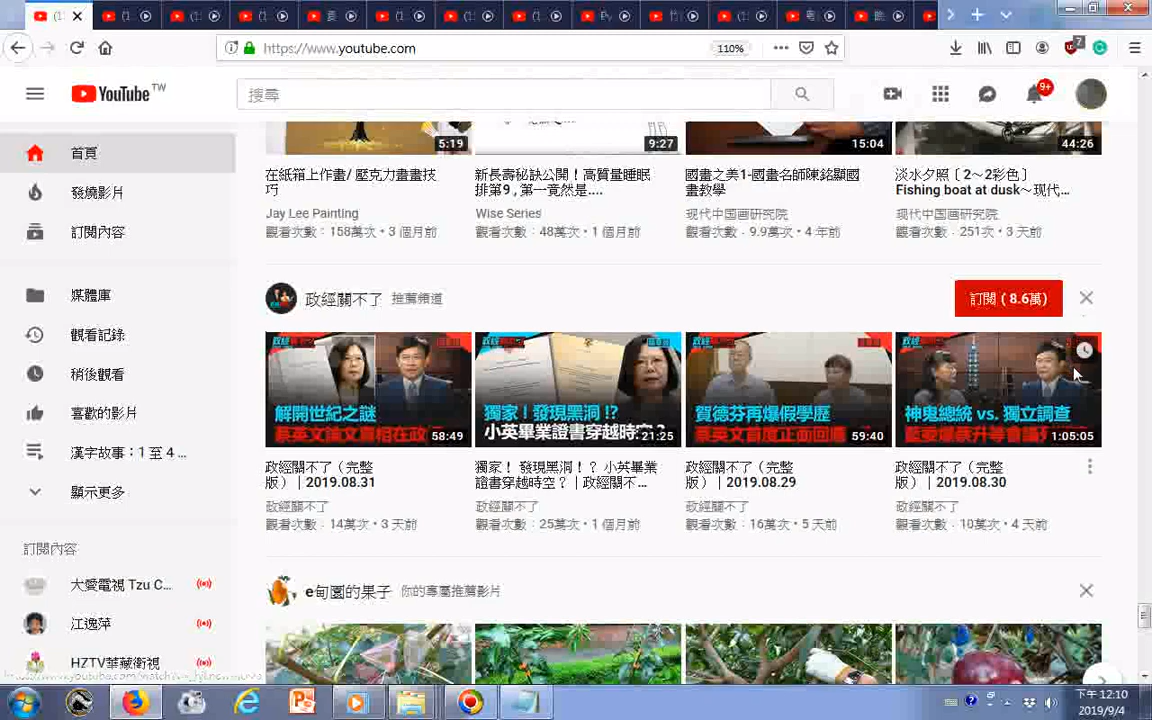 https://www.youtube.com
110%
7
YouTube TW
搜尋
9+
首頁
發燒影片
訂閱內容
媒體庫
觀看記錄
稍後觀看
喜歡的影片
漢字故事：1 至 4 ...
顯示更多
訂閱內容
大愛電視 Tzu C...
江逸萍
HZTV華藏衛視
5:19
9:27
15:04
44:26
在紙箱上作畫/ 壓克力畫畫技巧
Jay Lee Painting
觀看次數：158萬次 • 3 個月前
新長壽秘訣公開！高質量睡眠排第9 , 第一竟然是....
Wise Series
觀看次數：48萬次 • 1 個月前
國畫之美1-國畫名師陳銘顯國畫教學
现代中国画研究院
觀看次數：9.9萬次 • 4 年前
淡水夕照〔2～2彩色〕
Fishing boat at dusk～现代...
现代中国画研究院
觀看次數：251次 • 3 天前
政經關不了 推薦頻道
訂閱 ( 8.6萬)
解開世紀之謎
58:49
獨家！發現黑洞!?
小英畢業證書穿越時空?
21:25
賀德芬再爆假學歷
蔡英文首度正面回應
59:40
神鬼總統 vs. 獨立調查
1:05:05
政經關不了（完整版）｜2019.08.31
政經關不了
觀看次數：14萬次 • 3 天前
獨家！ 發現黑洞！？ 小英畢業證書穿越時空？｜政經關不...
政經關不了
觀看次數：25萬次 • 1 個月前
政經關不了（完整版）｜2019.08.29
政經關不了
觀看次數：16萬次 • 5 天前
政經關不了（完整版）｜2019.08.30
政經關不了
觀看次數：10萬次 • 4 天前
e甸園的果子 你的專屬推薦影片
下午 12:10
2019/9/4